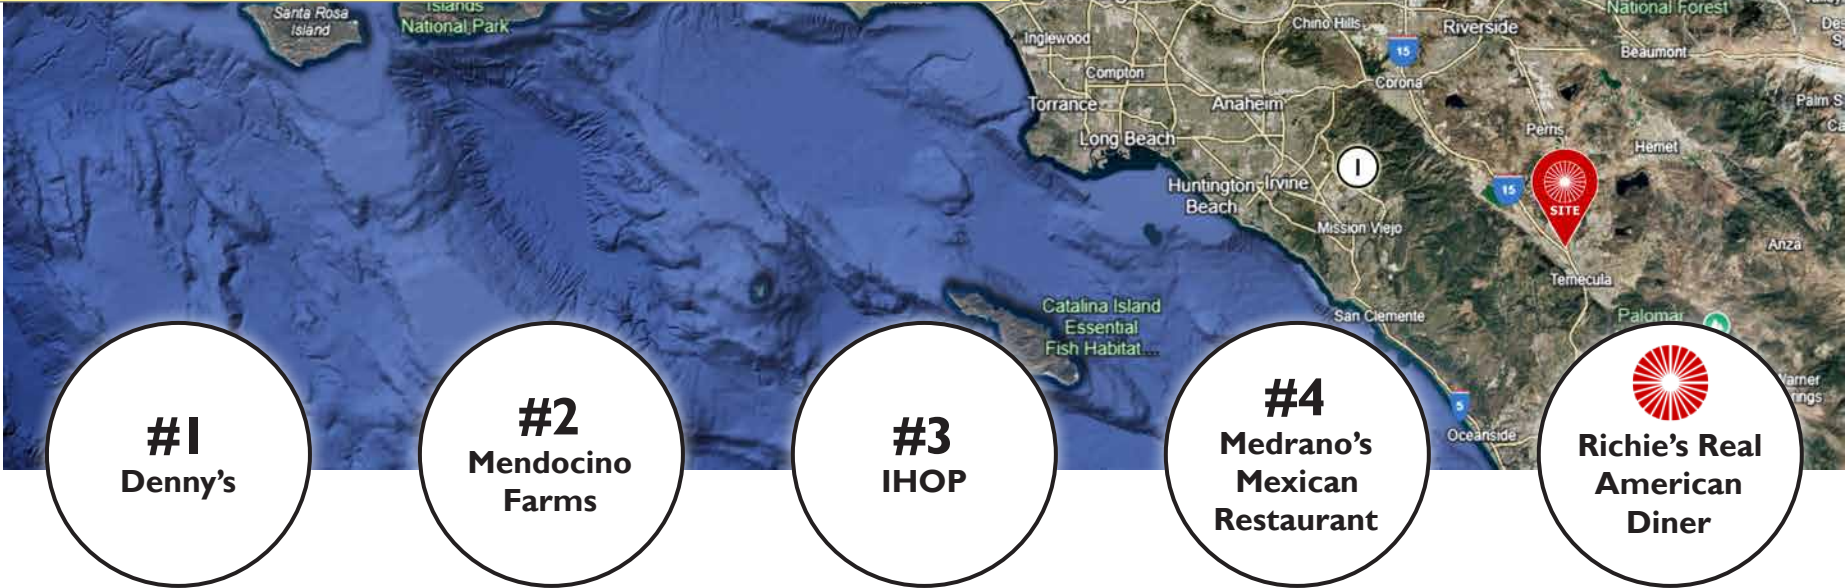 Santa Rosa
Island
Islands
National Park
Inglewood
Compton
Torrance
Long Beach
Anaheim
Chino Hills
15
Corona
Riverside
National Forest
Beaumont
Palm S
Perris
Hemet
I
Huntington
Beach
Irvine
Mission Viejo
15
SITE
Anza
Temecula
Catalina Island
Essential
Fish Habitat...
San Clemente
Palomar
5
Oceanside
#1
Denny’s
#2
Mendocino
Farms
#3
IHOP
#4
Medrano’s
Mexican
Restaurant
Richie’s Real
American
Diner